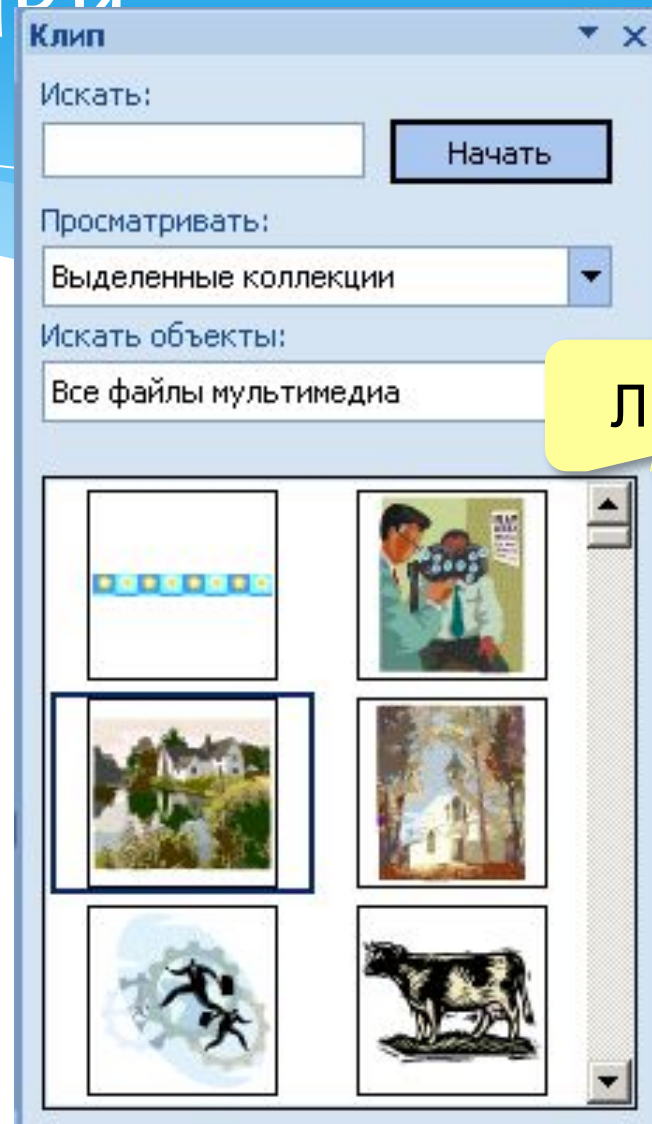 Клип
Искать:
Начать
Просматривать:
Выделенные коллекции
Искать объекты:
Все файлы мультимедиа
Л